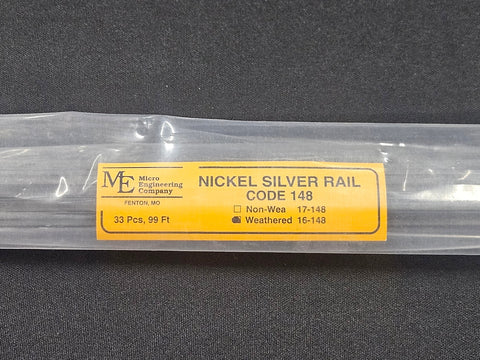 ME Micro
Engineering
Company
FENTON, MO
33 Pcs, 99 Ft
NICKEL SILVER RAIL
CODE 148
Non-Wea 17-148
Weathered 16-148